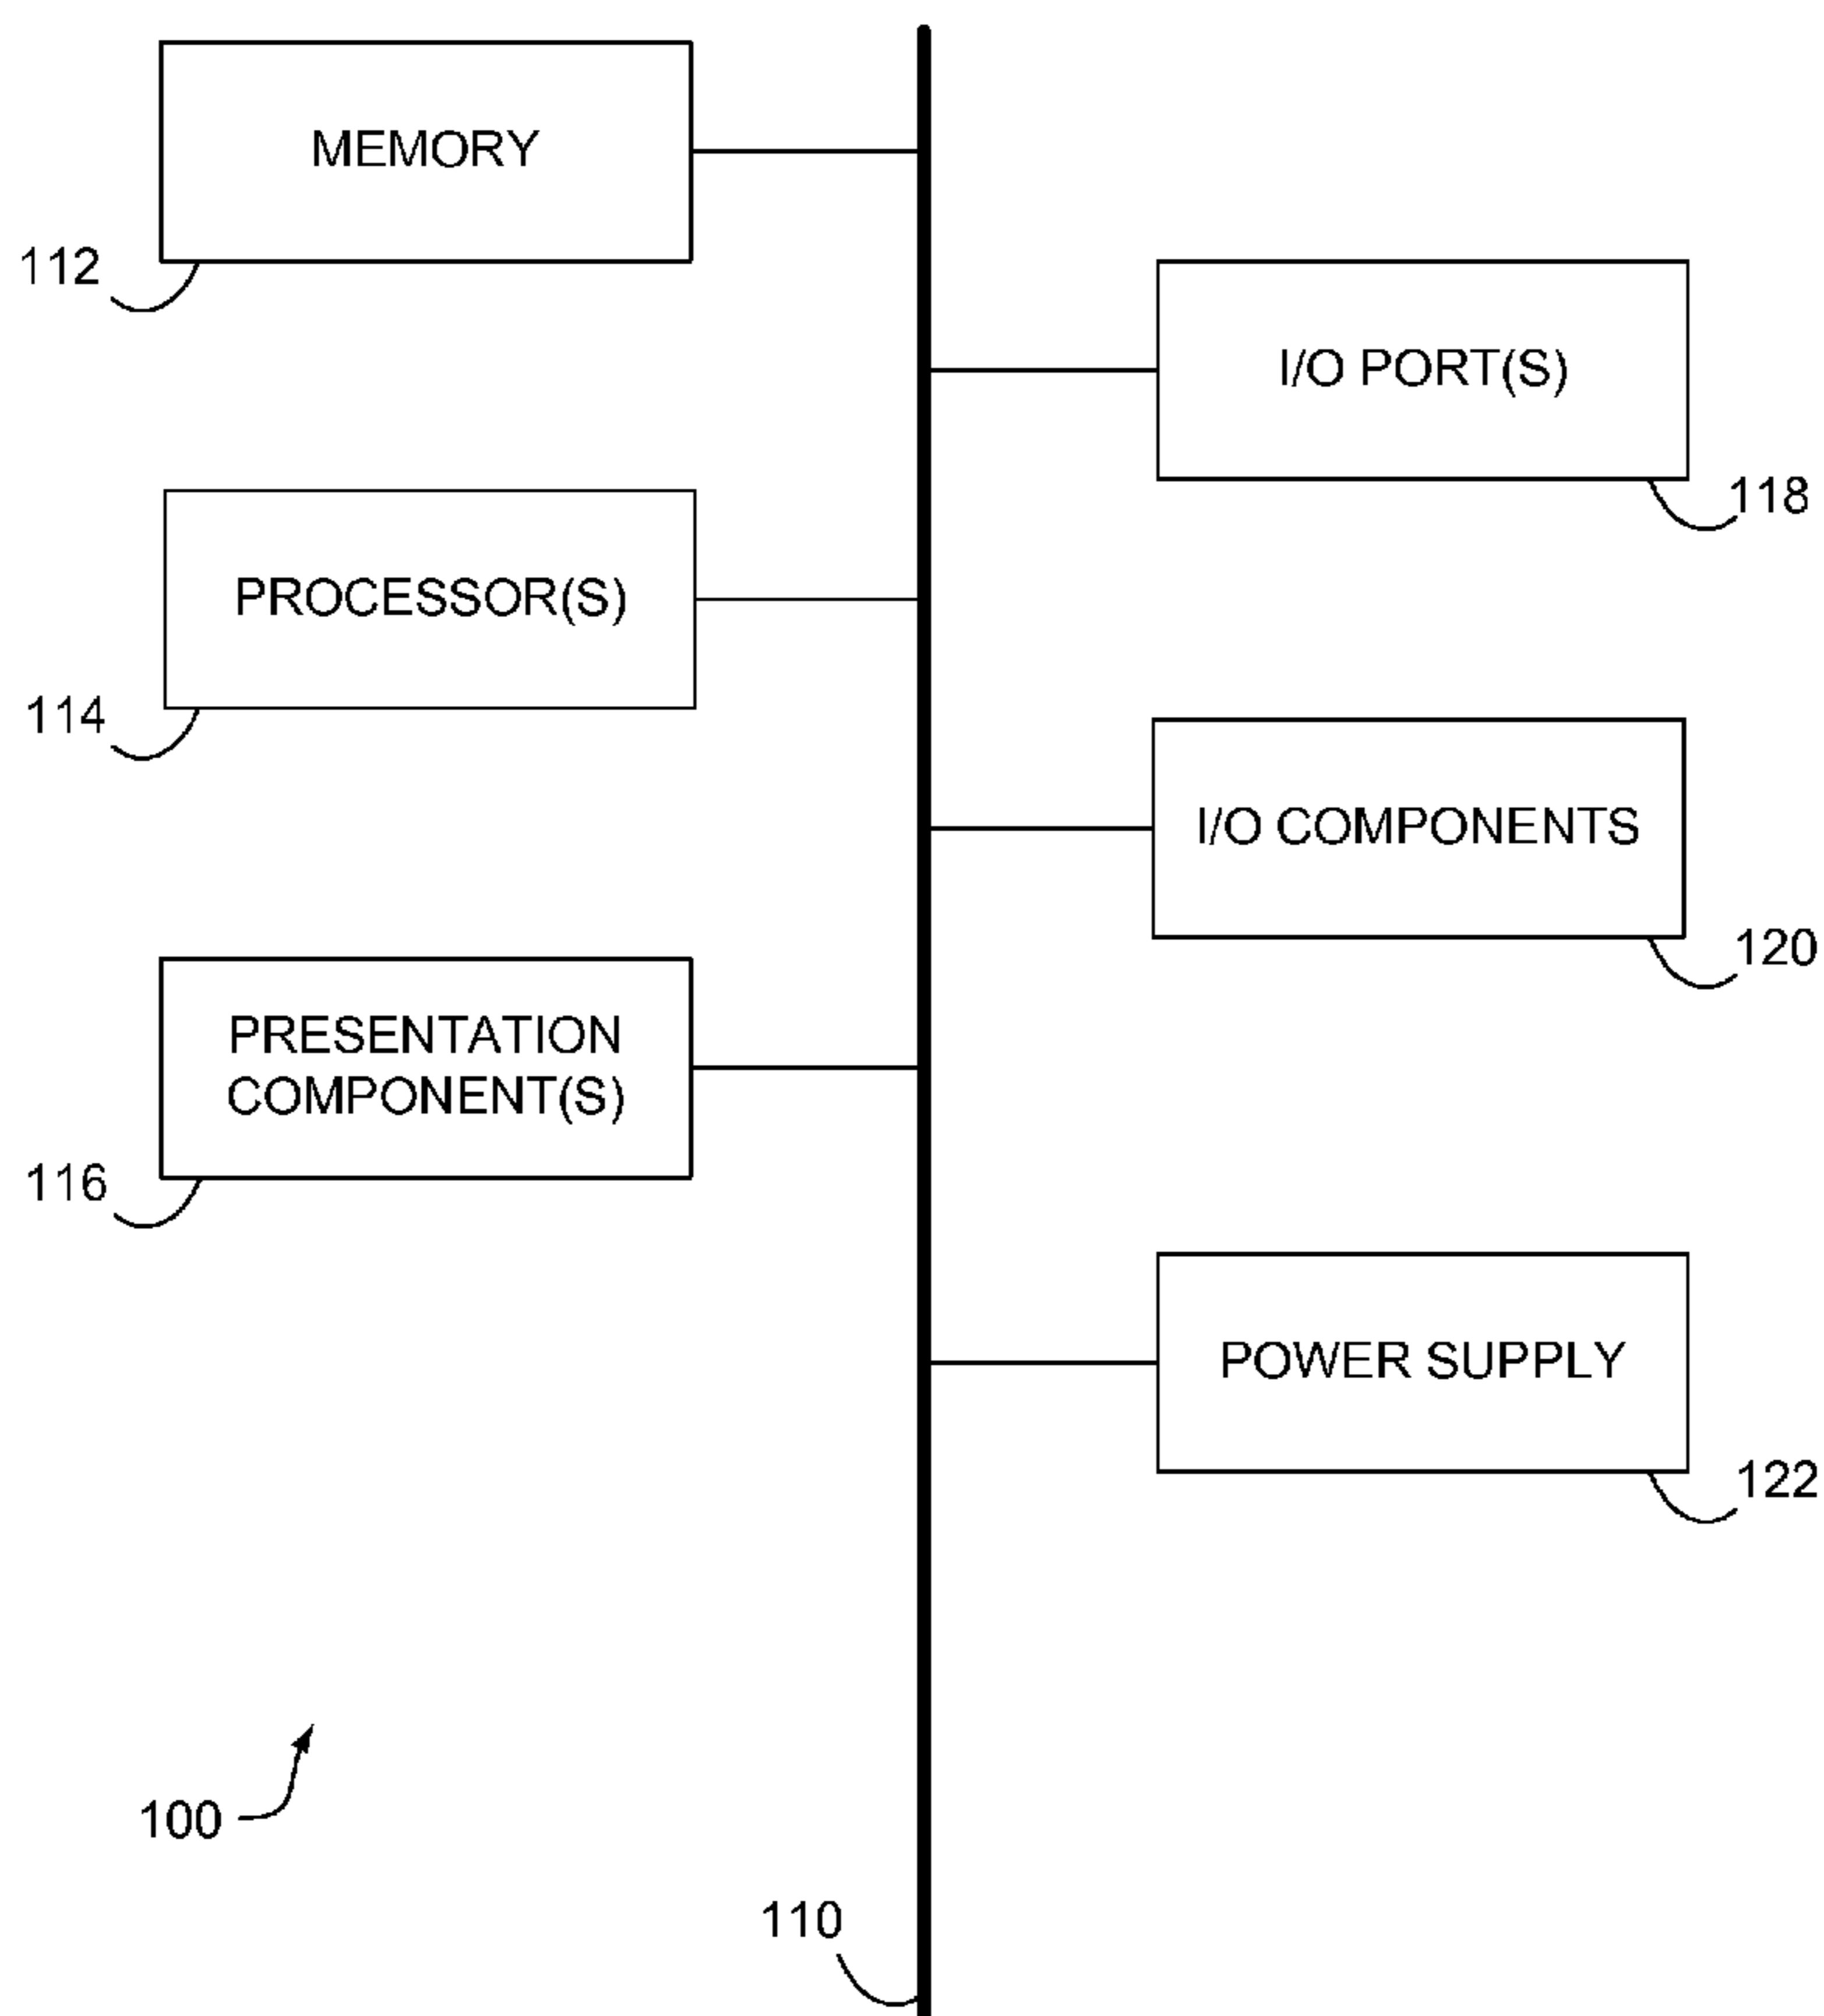 MEMORY
112
I/O PORT(S)
118
PROCESSOR(S)
114
I/O COMPONENTS
120
PRESENTATION
COMPONENT(S)
116
POWER SUPPLY
122
100
110